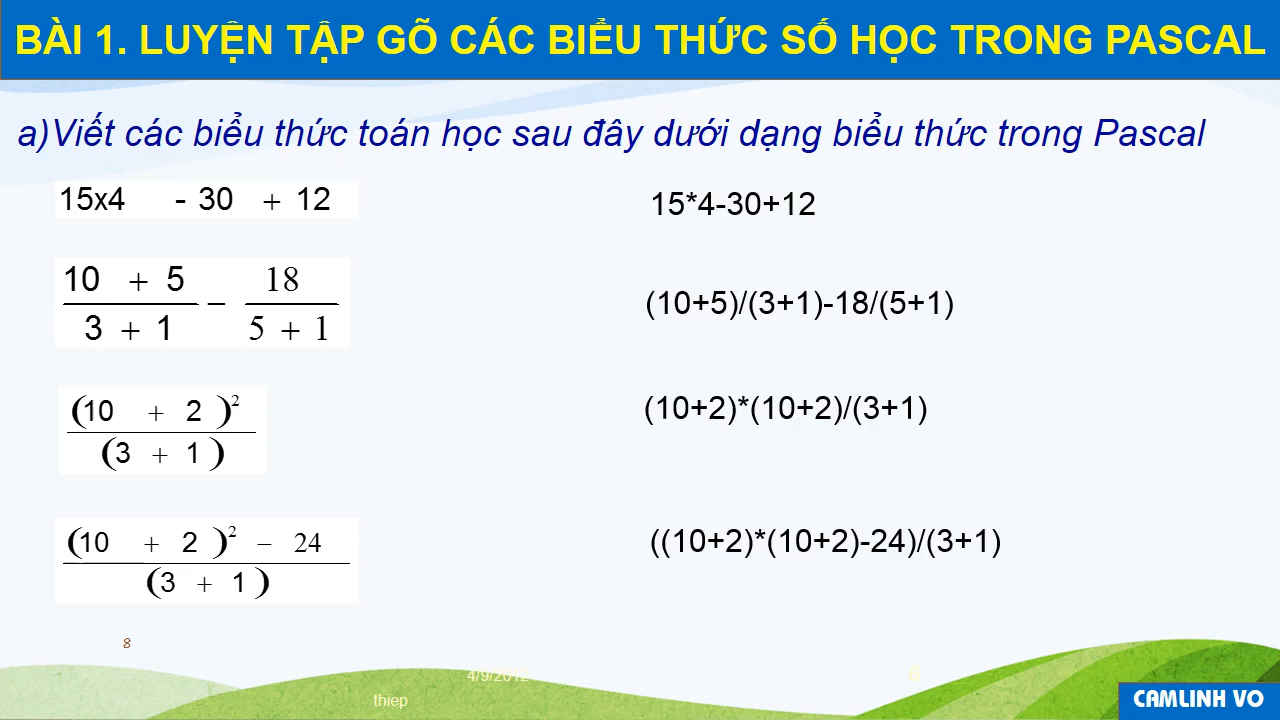 BÀI 1. LUYỆN TẬP GÕ CÁC BIỂU THỨC SỐ HỌC TRONG PASCAL
a)Viết các biểu thức toán học sau đây dưới dạng biểu thức trong Pascal
15x4 - 30 + 12
15*4-30+12
10 + 5 18
–
3 + 1 5 + 1
(10+5)/(3+1)-18/(5+1)
(10 + 2)²
(3 + 1)
(10+2)*(10+2)/(3+1)
(10 + 2)² – 24
(3 + 1)
((10+2)*(10+2)-24)/(3+1)
8
4/9/2012
thiep
CAMLINH VO